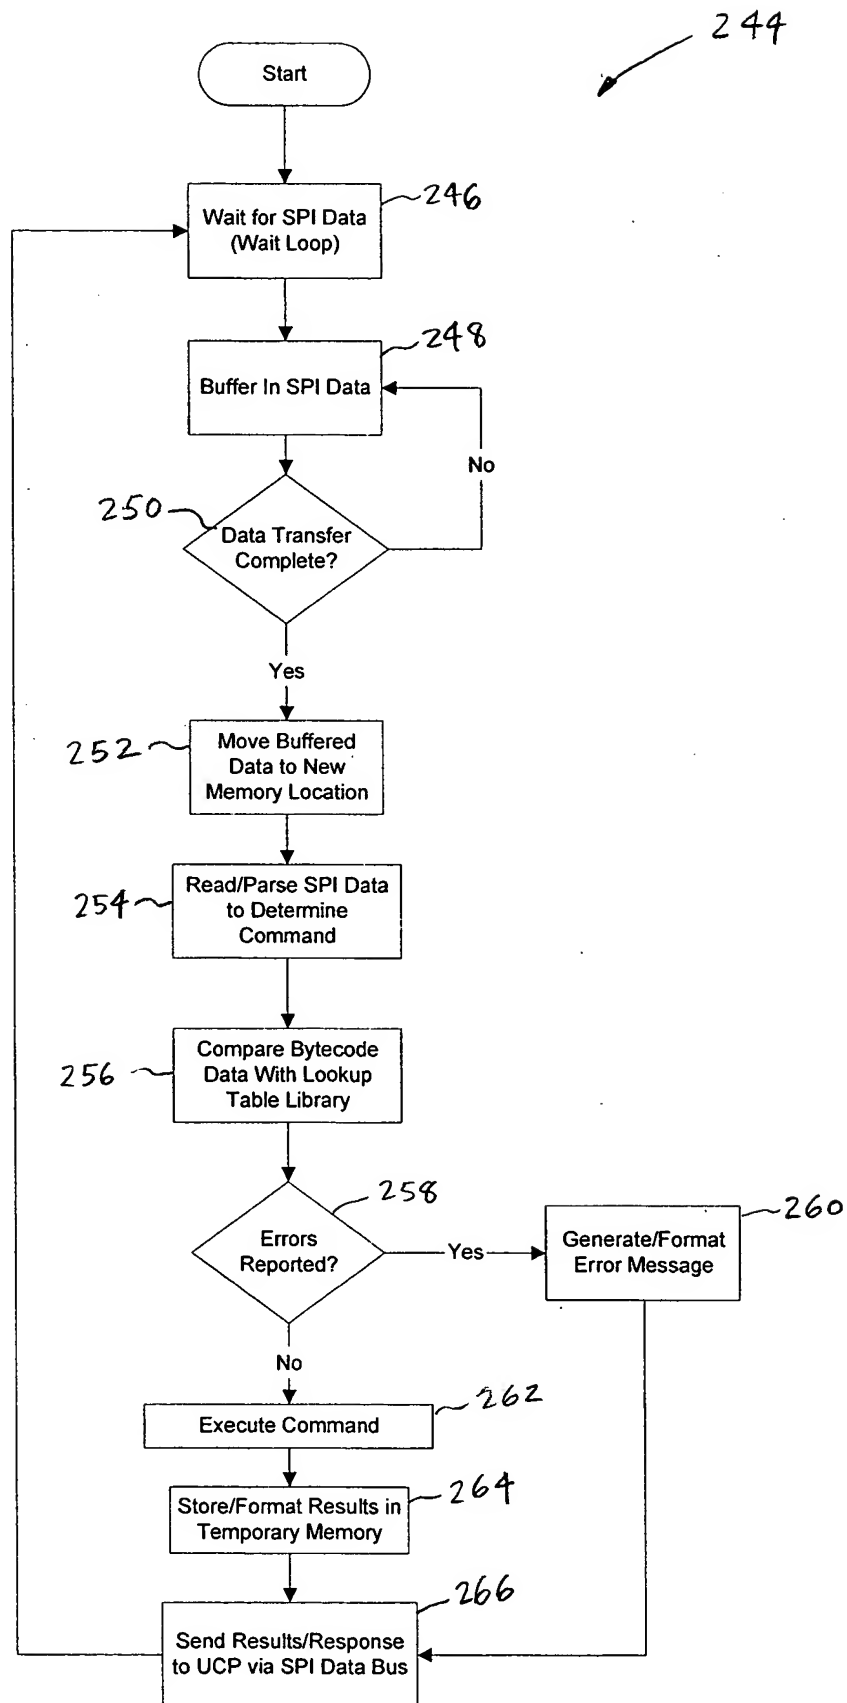 244
Start
246
Wait for SPI Data
(Wait Loop)
248
Buffer In SPI Data
No
250
Data Transfer
Complete?
Yes
252
Move Buffered
Data to New
Memory Location
254
Read/Parse SPI Data
to Determine
Command
256
Compare Bytecode
Data With Lookup
Table Library
258
Errors
Reported?
Yes
260
Generate/Format
Error Message
No
262
Execute Command
264
Store/Format Results in
Temporary Memory
266
Send Results/Response
to UCP via SPI Data Bus